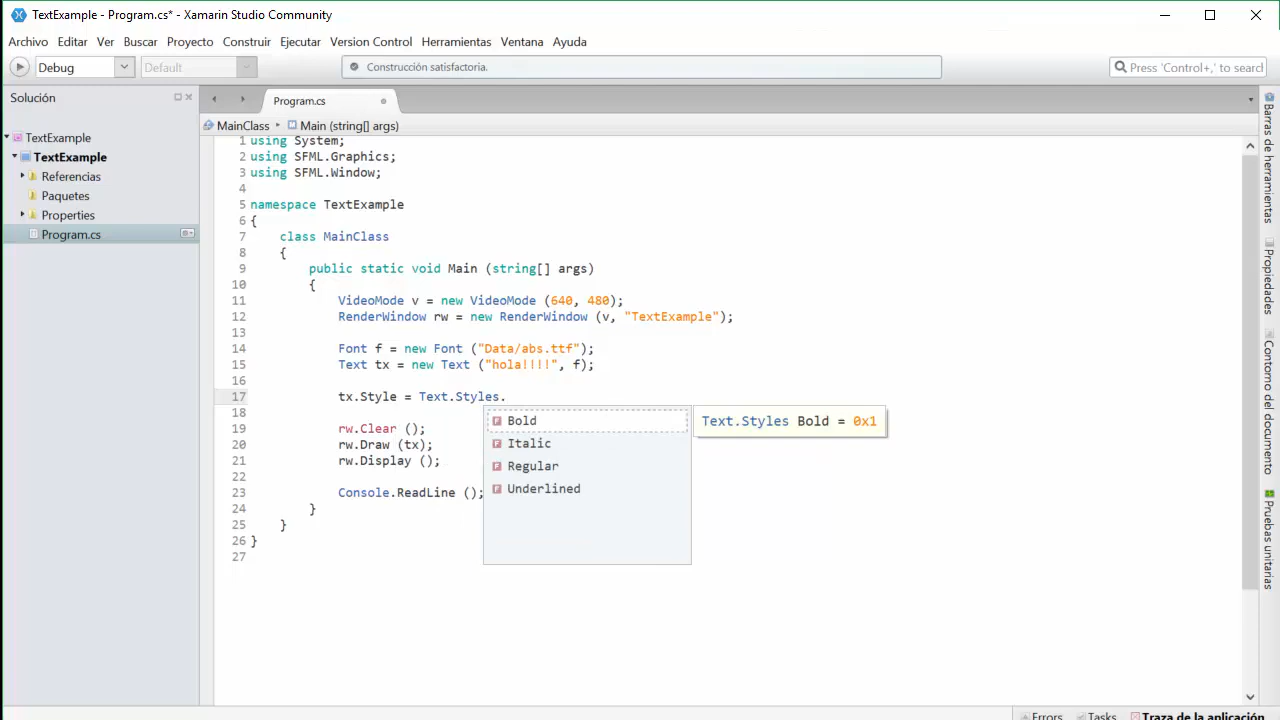 TextExample - Program.cs* - Xamarin Studio Community
Archivo Editar Ver Buscar Proyecto Construir Ejecutar Version Control Herramientas Ventana Ayuda
Debug Default Construcción satisfactoria. Press 'Control+,' to search
Solución
Program.cs
MainClass Main (string[] args)
TextExample
TextExample
Referencias
Paquetes
Properties
Program.cs
1 using System;
2 using SFML.Graphics;
3 using SFML.Window;
4
5 namespace TextExample
6 {
7 class MainClass
8 {
9 public static void Main (string[] args)
10 {
11 VideoMode v = new VideoMode (640, 480);
12 RenderWindow rw = new RenderWindow (v, "TextExample");
13
14 Font f = new Font ("Data/abs.ttf");
15 Text tx = new Text ("hola!!!!", f);
16
17 tx.Style = Text.Styles.
18
19 rw.Clear ();
20 rw.Draw (tx);
21 rw.Display ();
22
23 Console.ReadLine ();
24 }
25 }
26 }
27
Bold
Italic
Regular
Underlined
Text.Styles Bold = 0x1
Barras de herramientas
Propiedades
Contorno del documento
Pruebas unitarias
Errors Tasks Traza de la aplicación